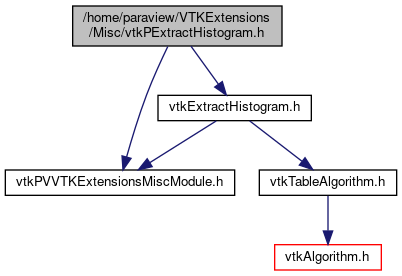 /home/paraview/VTKExtensions
/Misc/vtkPExtractHistogram.h
vtkExtractHistogram.h
vtkPVVTKExtensionsMiscModule.h
vtkTableAlgorithm.h
vtkAlgorithm.h